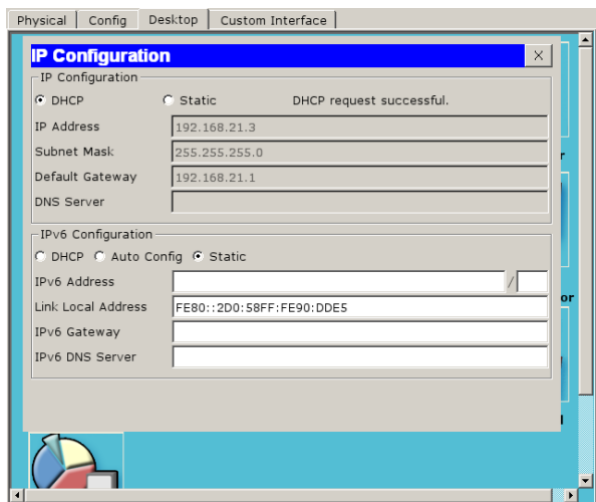 Physical Config Desktop Custom Interface
IP Configuration X
IP Configuration
DHCP Static DHCP request successful.
IP Address 192.168.21.3
Subnet Mask 255.255.255.0
Default Gateway 192.168.21.1
DNS Server
IPv6 Configuration
DHCP Auto Config Static
IPv6 Address /
Link Local Address FE80::2D0:58FF:FE90:DDE5
IPv6 Gateway
IPv6 DNS Server
r
or